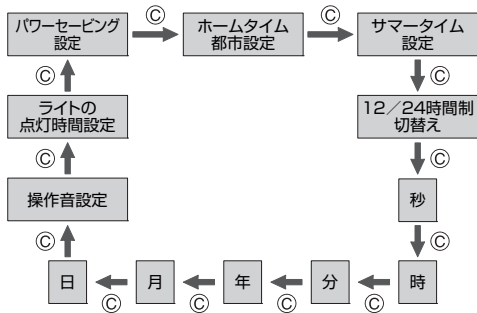 パワーセービング
設定
Ⓒ
ホームタイム
都市設定
Ⓒ
サマータイム
設定
Ⓒ
12／24時間制
切替え
Ⓒ
秒
Ⓒ
時
Ⓒ
分
Ⓒ
年
Ⓒ
月
Ⓒ
日
Ⓒ
操作音設定
Ⓒ
ライトの
点灯時間設定
Ⓒ